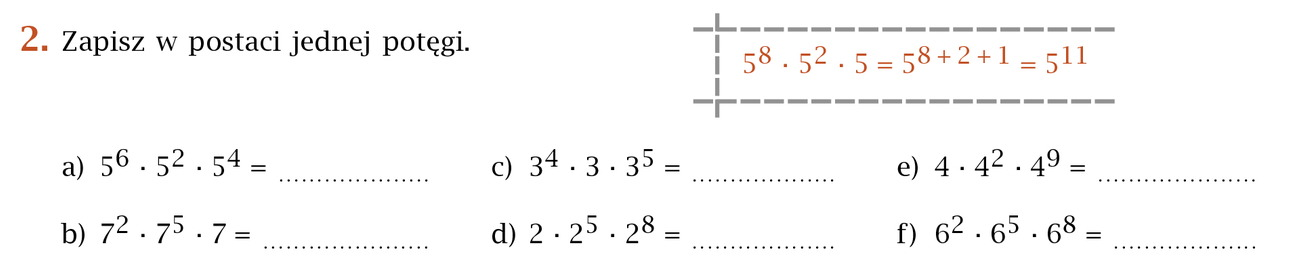 2. Zapisz w postaci jednej potęgi.
5⁸ · 5² · 5 = 5⁸⁺²⁺¹ = 5¹¹
a) 5⁶ · 5² · 5⁴ = ....................
c) 3⁴ · 3 · 3⁵ = ...................
e) 4 · 4² · 4⁹ = .....................
b) 7² · 7⁵ · 7 = ......................
d) 2 · 2⁵ · 2⁸ = ...................
f) 6² · 6⁵ · 6⁸ = ...................